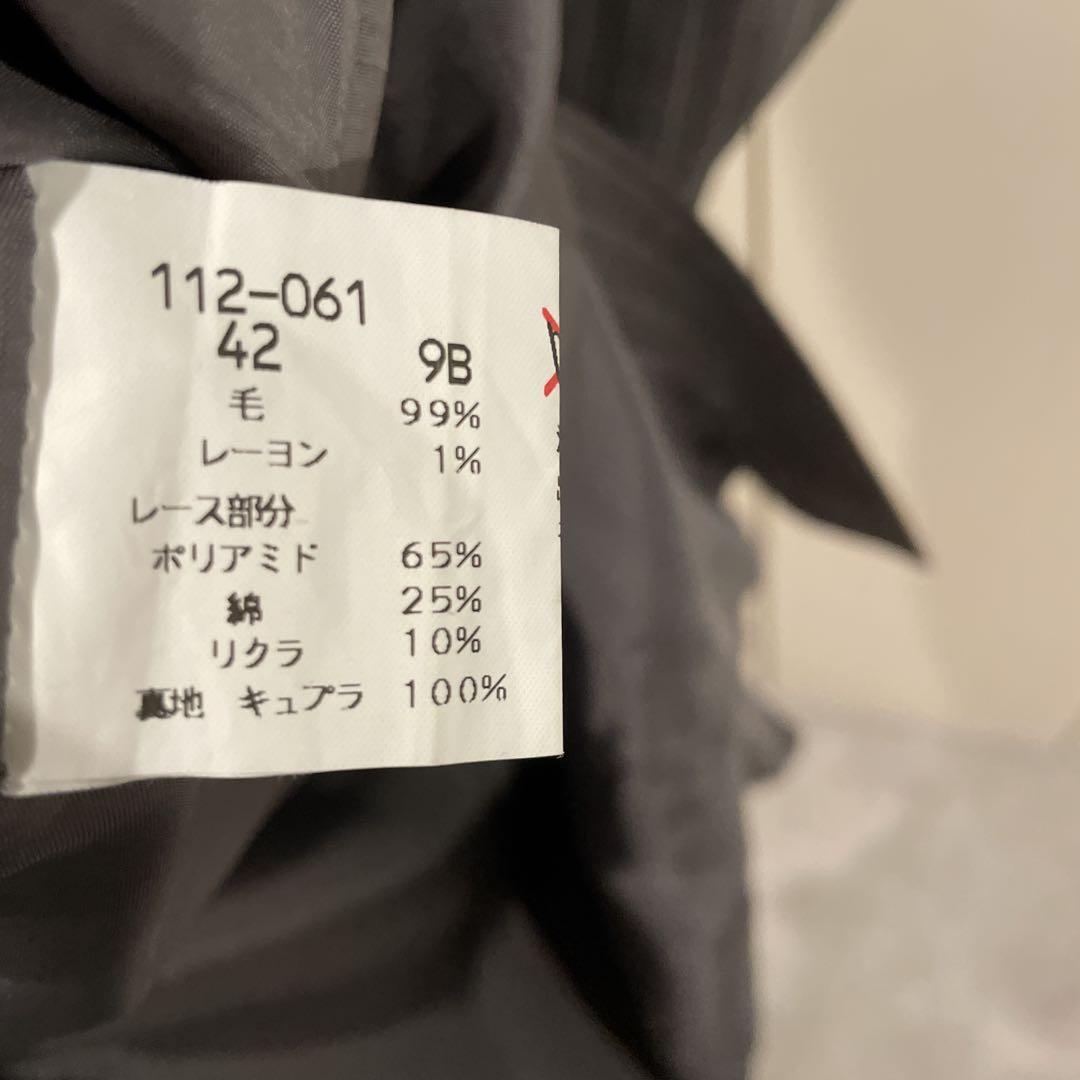 112-061
42 9B
毛 99%
レーヨン 1%
レース部分
ポリアミド 65%
綿 25%
リクラ 10%
裏地 キュプラ 100%